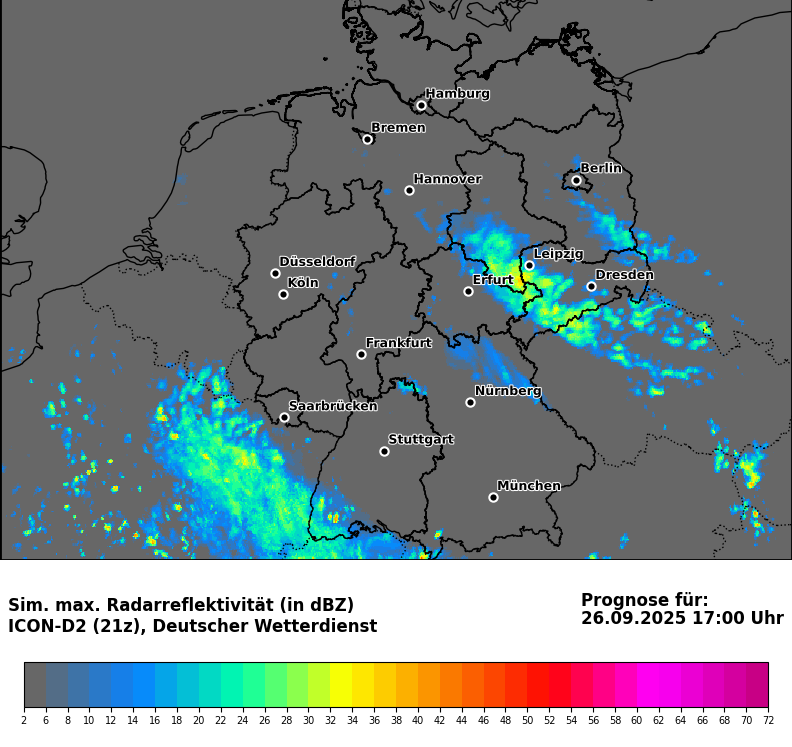 Hamburg
Bremen
Berlin
Hannover
Leipzig
Düsseldorf
Dresden
Erfurt
Köln
Frankfurt
Nürnberg
Saarbrücken
Stuttgart
München
Sim. max. Radarreflektivität (in dBZ)
ICON-D2 (21z), Deutscher Wetterdienst
Prognose für:
26.09.2025 17:00 Uhr
2 6 8 10 12 14 16 18 20 22 24 26 28 30 32 34 36 38 40 42 44 46 48 50 52 54 56 58 60 62 64 66 68 70 72